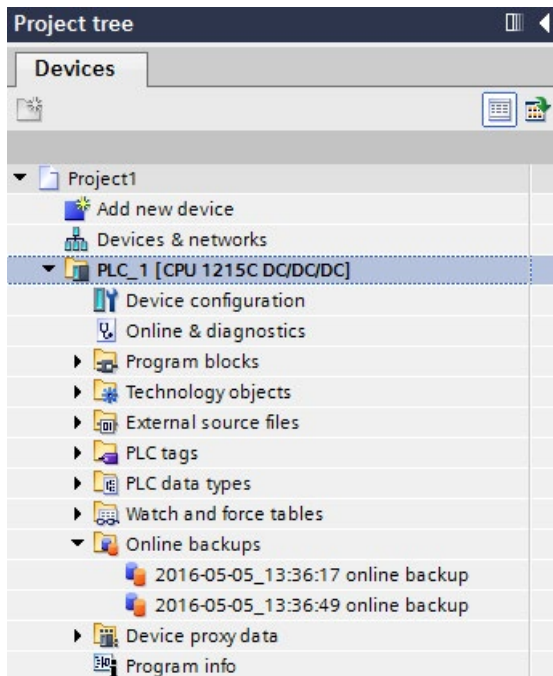 Project tree
Devices
Project1
Add new device
Devices & networks
PLC_1 [CPU 1215C DC/DC/DC]
Device configuration
Online & diagnostics
Program blocks
Technology objects
External source files
PLC tags
PLC data types
Watch and force tables
Online backups
2016-05-05_13:36:17 online backup
2016-05-05_13:36:49 online backup
Device proxy data
Program info